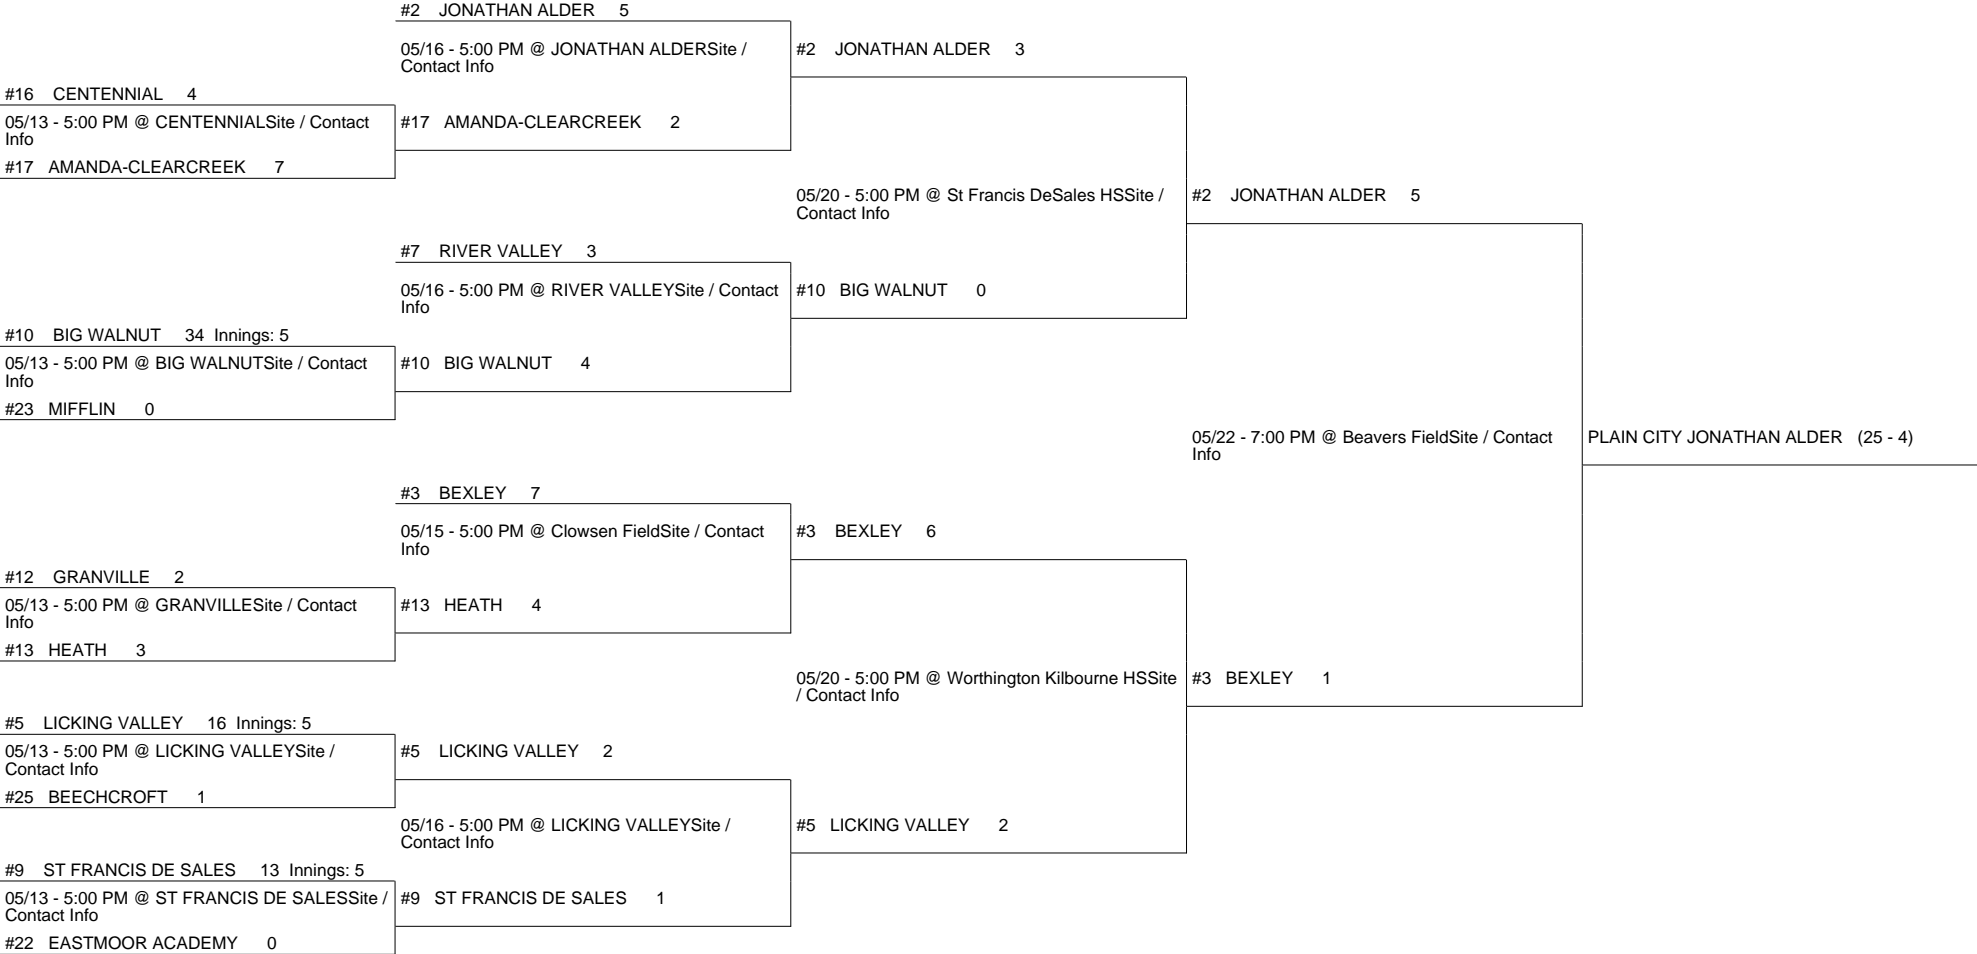 #2 JONATHAN ALDER 5
05/16 - 5:00 PM @ JONATHAN ALDERSite /
Contact Info
#2 JONATHAN ALDER 3
#16 CENTENNIAL 4
05/13 - 5:00 PM @ CENTENNIALSite / Contact
Info
#17 AMANDA-CLEARCREEK 2
#17 AMANDA-CLEARCREEK 7
05/20 - 5:00 PM @ St Francis DeSales HSSite /
Contact Info
#2 JONATHAN ALDER 5
#7 RIVER VALLEY 3
05/16 - 5:00 PM @ RIVER VALLEYSite / Contact
Info
#10 BIG WALNUT 0
#10 BIG WALNUT 34 Innings: 5
05/13 - 5:00 PM @ BIG WALNUTSite / Contact
Info
#10 BIG WALNUT 4
#23 MIFFLIN 0
05/22 - 7:00 PM @ Beavers FieldSite / Contact
Info
PLAIN CITY JONATHAN ALDER (25 - 4)
#3 BEXLEY 7
05/15 - 5:00 PM @ Clowsen FieldSite / Contact
Info
#3 BEXLEY 6
#12 GRANVILLE 2
05/13 - 5:00 PM @ GRANVILLESite / Contact
Info
#13 HEATH 4
#13 HEATH 3
05/20 - 5:00 PM @ Worthington Kilbourne HSSite
/ Contact Info
#3 BEXLEY 1
#5 LICKING VALLEY 16 Innings: 5
05/13 - 5:00 PM @ LICKING VALLEYSite /
Contact Info
#5 LICKING VALLEY 2
#25 BEECHCROFT 1
05/16 - 5:00 PM @ LICKING VALLEYSite /
Contact Info
#5 LICKING VALLEY 2
#9 ST FRANCIS DE SALES 13 Innings: 5
05/13 - 5:00 PM @ ST FRANCIS DE SALESSite /
Contact Info
#9 ST FRANCIS DE SALES 1
#22 EASTMOOR ACADEMY 0